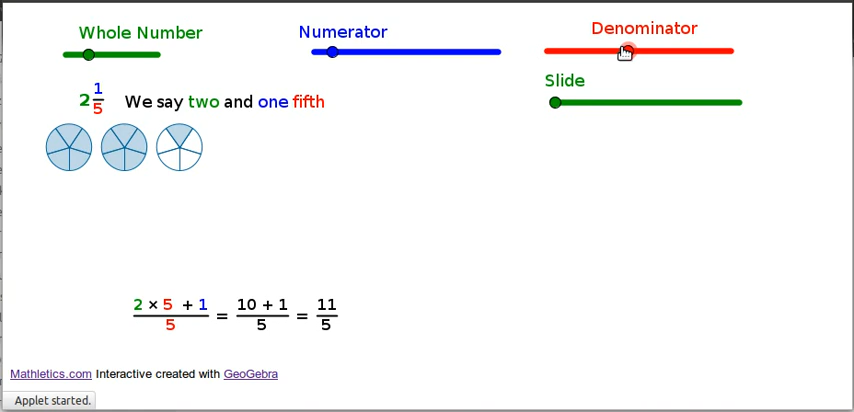 Whole Number
Numerator
Denominator
Slide
2 1/5 We say two and one fifth
2 × 5 + 1 / 5 = 10 + 1 / 5 = 11 / 5
Mathletics.com Interactive created with GeoGebra
Applet started.